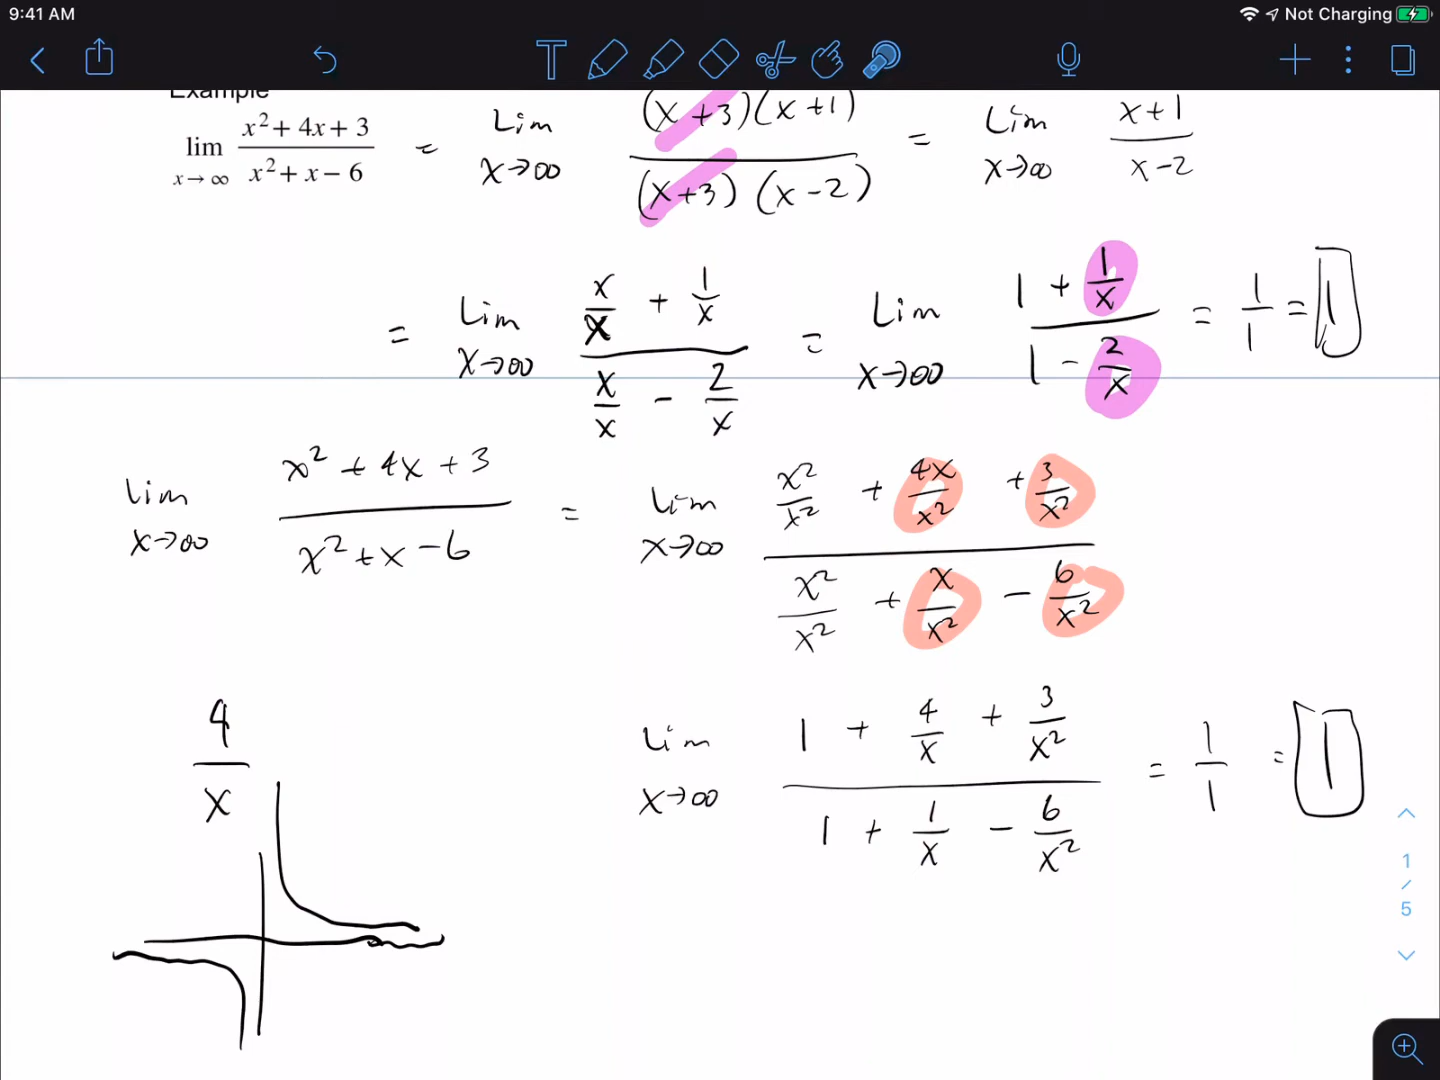 9:41 AM Not Charging
T
Example
lim x→∞ (x² + 4x + 3)/(x² + x − 6) = Lim x→∞ ((x+3)(x+1))/((x+3)(x−2)) = Lim x→∞ (x+1)/(x−2)
= Lim x→∞ (x/x + 1/x)/(x/x − 2/x) = Lim x→∞ (1 + 1/x)/(1 − 2/x) = 1/1 = 1
Lim x→∞ (x² + 4x + 3)/(x² + x − 6) = Lim x→∞ (x²/x² + 4x/x² + 3/x²)/(x²/x² + x/x² − 6/x²)
4/x
Lim x→∞ (1 + 4/x + 3/x²)/(1 + 1/x − 6/x²) = 1/1 = 1
1 / 5